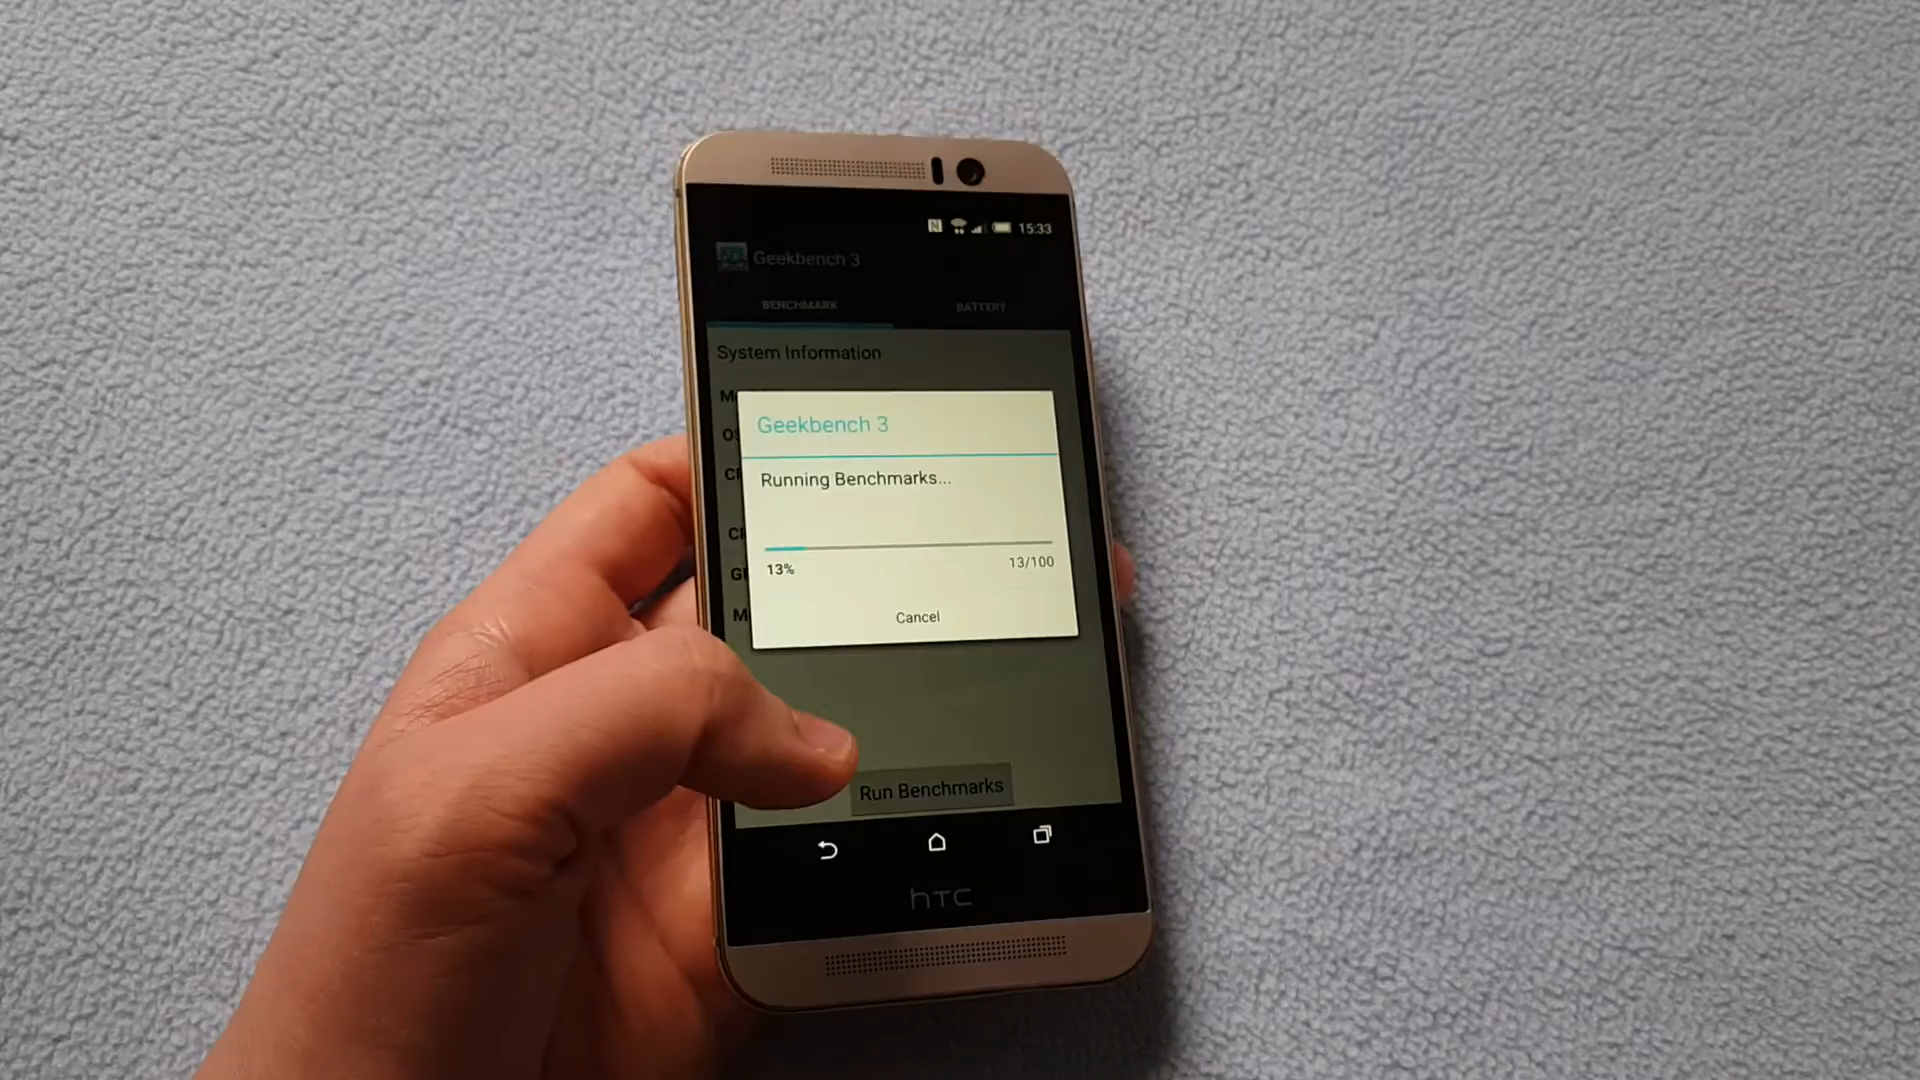 15:33
Geekbench 3
BENCHMARK BATTERY
System Information
Geekbench 3
Running Benchmarks...
13% 13/100
Cancel
Run Benchmarks
hTC